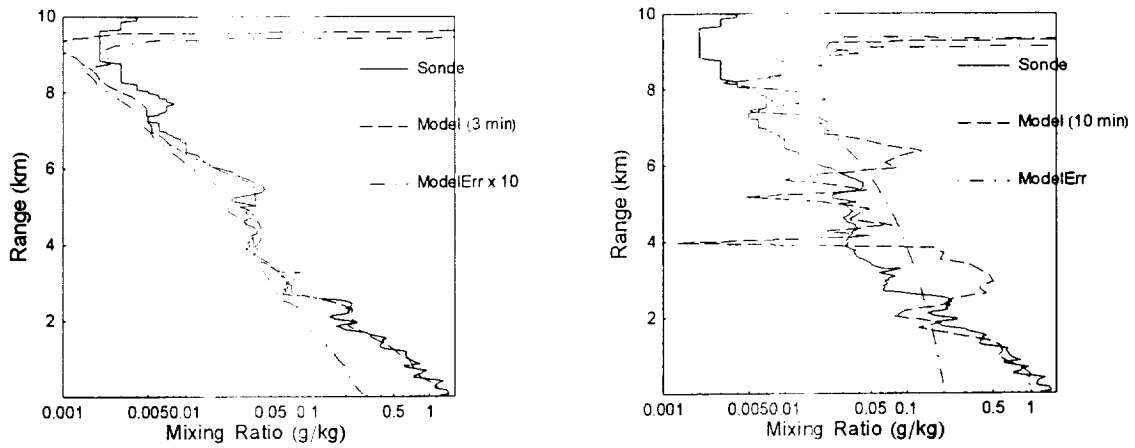 10
8
6
4
2
Range (km)
Sonde
Model (3 min)
ModelErr x 10
0.001 0.0050.01 0.05 0.1 0.5 1
Mixing Ratio (g/kg)
10
8
6
4
2
Range (km)
Sonde
Model (10 min)
ModelErr
0.001 0.0050.01 0.05 0.1 0.5 1
Mixing Ratio (g/kg)